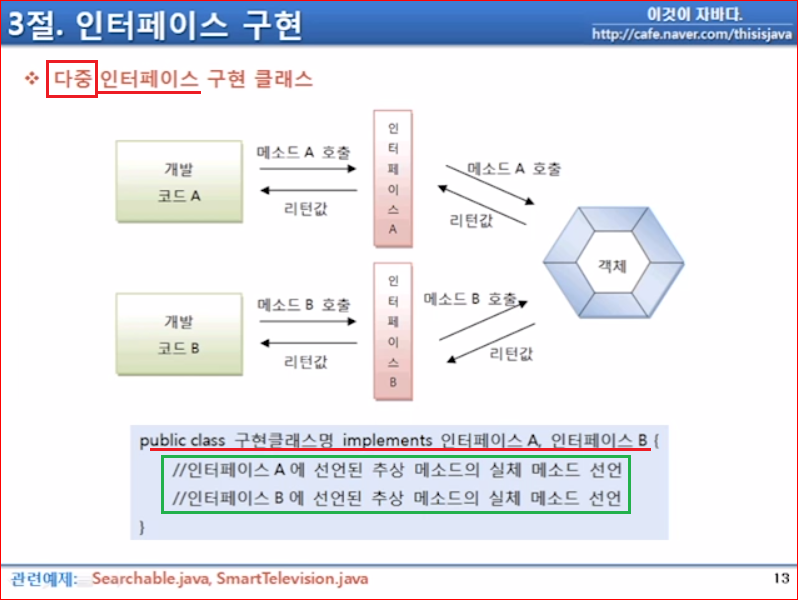 3절. 인터페이스 구현
이것이 자바다.
http://cafe.naver.com/thisisjava
❖ 다중 인터페이스 구현 클래스
개발
코드 A
메소드 A 호출
리턴값
인
터
페
이
스
A
메소드 A 호출
리턴값
객체
개발
코드 B
메소드 B 호출
리턴값
인
터
페
이
스
B
메소드 B 호출
리턴값
public class 구현클래스명 implements 인터페이스 A, 인터페이스 B {
//인터페이스 A 에 선언된 추상 메소드의 실체 메소드 선언
//인터페이스 B 에 선언된 추상 메소드의 실체 메소드 선언
}
관련예제: Searchable.java, SmartTelevision.java
13